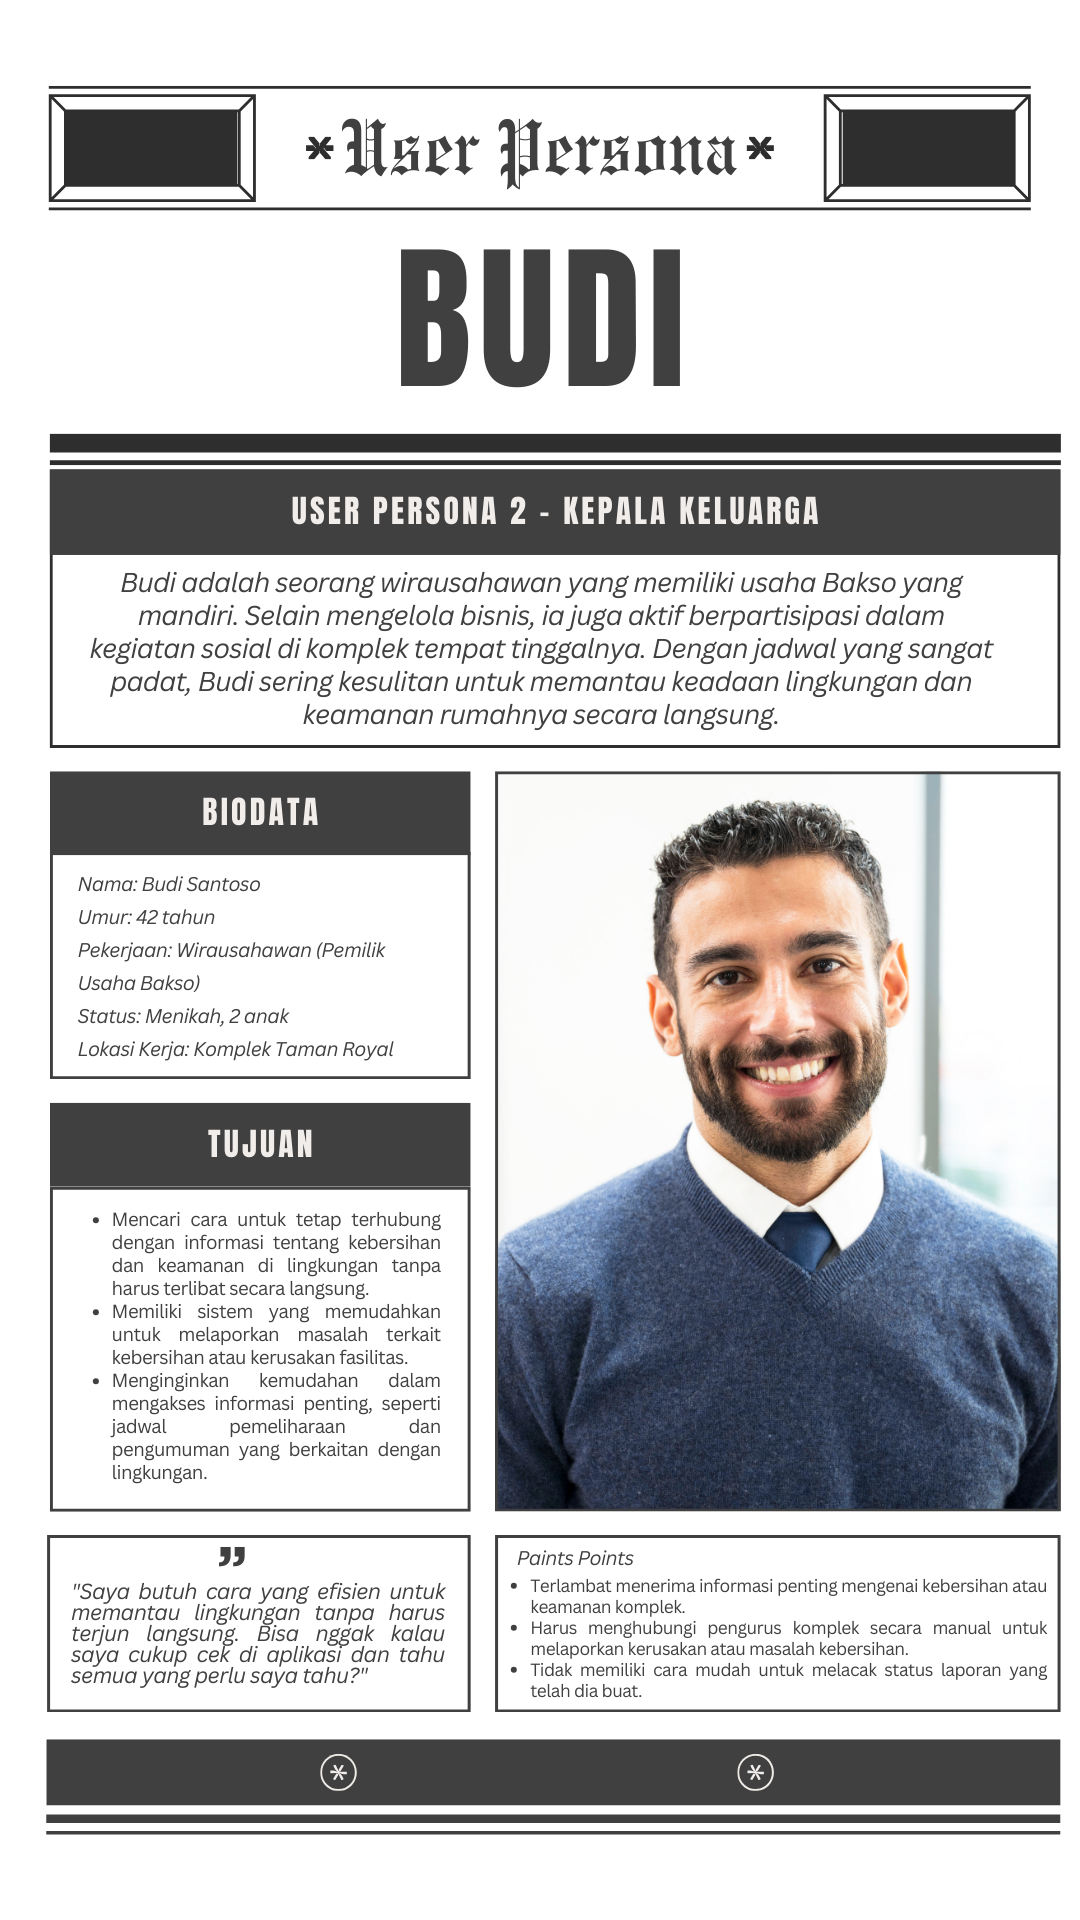 User Persona
BUDI
USER PERSONA 2 - KEPALA KELUARGA
Budi adalah seorang wirausahawan yang memiliki usaha Bakso yang
mandiri. Selain mengelola bisnis, ia juga aktif berpartisipasi dalam
kegiatan sosial di komplek tempat tinggalnya. Dengan jadwal yang sangat
padat, Budi sering kesulitan untuk memantau keadaan lingkungan dan
keamanan rumahnya secara langsung.
BIODATA
Nama: Budi Santoso
Umur: 42 tahun
Pekerjaan: Wirausahawan (Pemilik
Usaha Bakso)
Status: Menikah, 2 anak
Lokasi Kerja: Komplek Taman Royal
TUJUAN
• Mencari cara untuk tetap terhubung
dengan informasi tentang kebersihan
dan keamanan di lingkungan tanpa
harus terlibat secara langsung.
• Memiliki sistem yang memudahkan
untuk melaporkan masalah terkait
kebersihan atau kerusakan fasilitas.
• Menginginkan kemudahan dalam
mengakses informasi penting, seperti
jadwal pemeliharaan dan
pengumuman yang berkaitan dengan
lingkungan.
"Saya butuh cara yang efisien untuk
memantau lingkungan tanpa harus
terjun langsung. Bisa nggak kalau
saya cukup cek di aplikasi dan tahu
semua yang perlu saya tahu?"
Paints Points
• Terlambat menerima informasi penting mengenai kebersihan atau
keamanan komplek.
• Harus menghubungi pengurus komplek secara manual untuk
melaporkan kerusakan atau masalah kebersihan.
• Tidak memiliki cara mudah untuk melacak status laporan yang
telah dia buat.